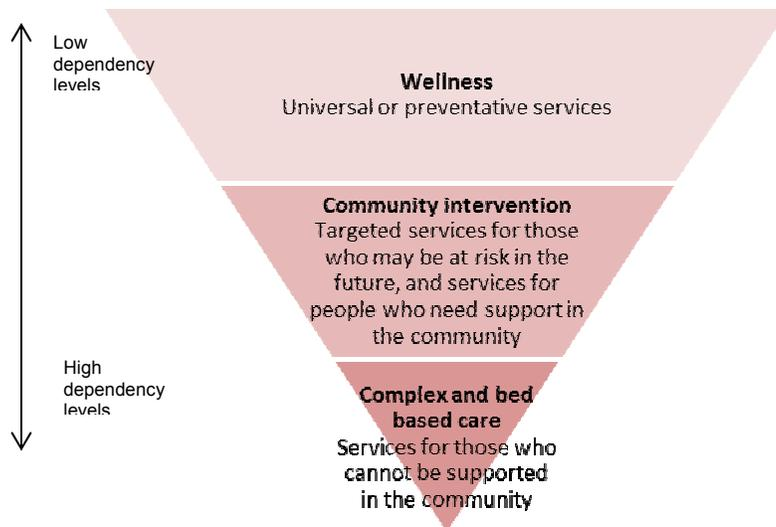 Low
dependency
levels
Wellness
Universal or preventative services
Community intervention
Targeted services for those
who may be at risk in the
future, and services for
people who need support in
the community
High
dependency
levels
Complex and bed
based care
Services for those who
cannot be supported
in the community